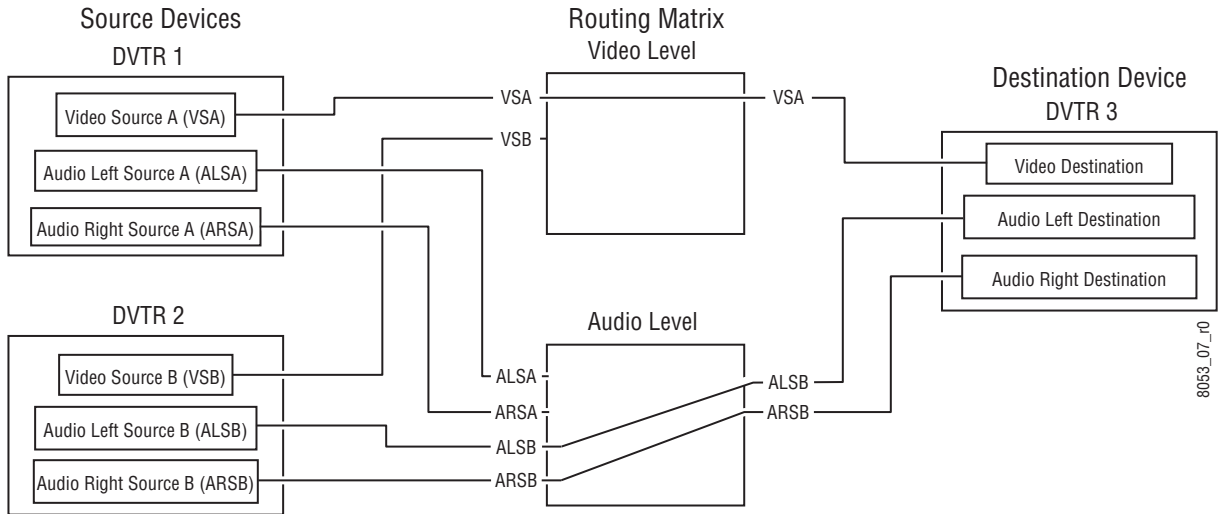 Source Devices
DVTR 1
Video Source A (VSA)
Audio Left Source A (ALSA)
Audio Right Source A (ARSA)
DVTR 2
Video Source B (VSB)
Audio Left Source B (ALSB)
Audio Right Source B (ARSB)
Routing Matrix
Video Level
VSA
VSB
VSA
Audio Level
ALSA
ARSA
ALSB
ARSB
ALSB
ARSB
Destination Device
DVTR 3
Video Destination
Audio Left Destination
Audio Right Destination
8053_07_r0